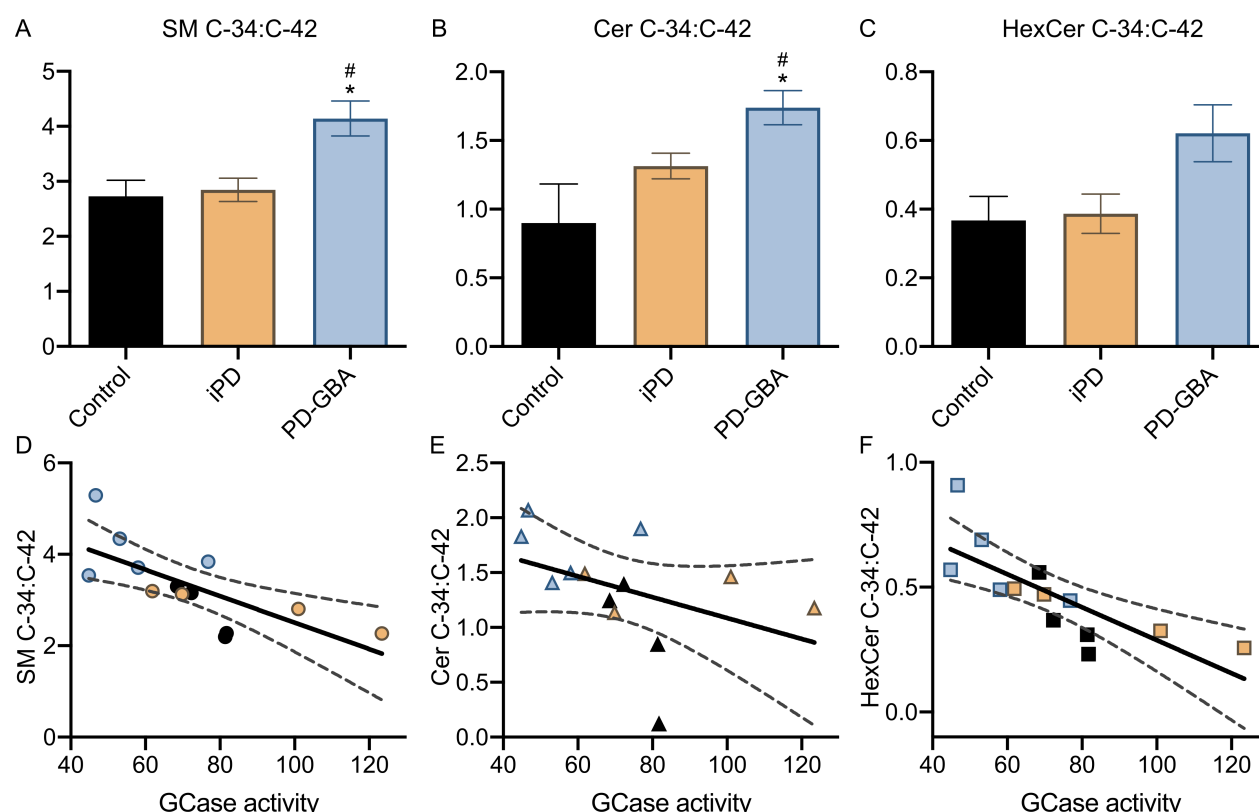 A
SM C-34:C-42
5
4
3
2
1
0
#
*
Control
iPD
PD-GBA
B
Cer C-34:C-42
2.0
1.5
1.0
0.5
0.0
#
*
Control
iPD
PD-GBA
C
HexCer C-34:C-42
0.8
0.6
0.4
0.2
0.0
Control
iPD
PD-GBA
D
SM C-34:C-42
6
4
2
0
40 60 80 100 120
GCase activity
E
Cer C-34:C-42
2.5
2.0
1.5
1.0
0.5
0.0
40 60 80 100 120
GCase activity
F
HexCer C-34:C-42
1.0
0.5
0.0
40 60 80 100 120
GCase activity